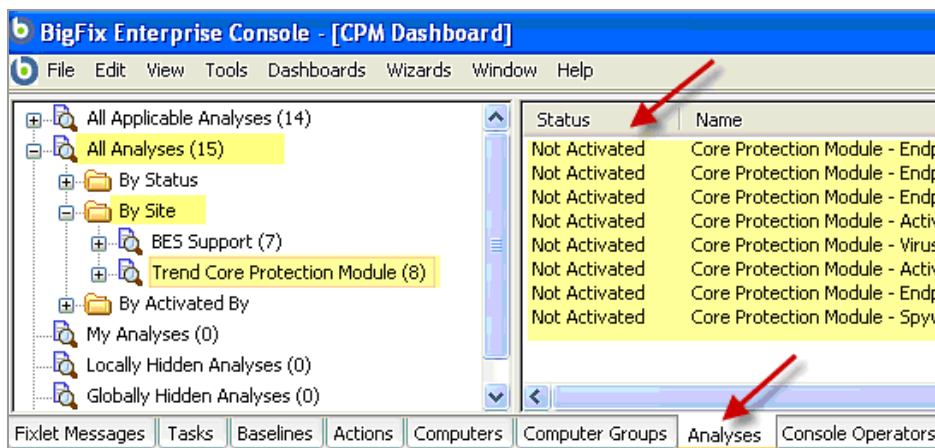 BigFix Enterprise Console - [CPM Dashboard]
File Edit View Tools Dashboards Wizards Window Help
All Applicable Analyses (14)
All Analyses (15)
By Status
By Site
BES Support (7)
Trend Core Protection Module (8)
By Activated By
My Analyses (0)
Locally Hidden Analyses (0)
Globally Hidden Analyses (0)
Status Name
Not Activated Core Protection Module - Endp
Not Activated Core Protection Module - Endp
Not Activated Core Protection Module - Endp
Not Activated Core Protection Module - Activ
Not Activated Core Protection Module - Virus
Not Activated Core Protection Module - Activ
Not Activated Core Protection Module - Endp
Not Activated Core Protection Module - Spyw
Fixlet Messages Tasks Baselines Actions Computers Computer Groups Analyses Console Operators